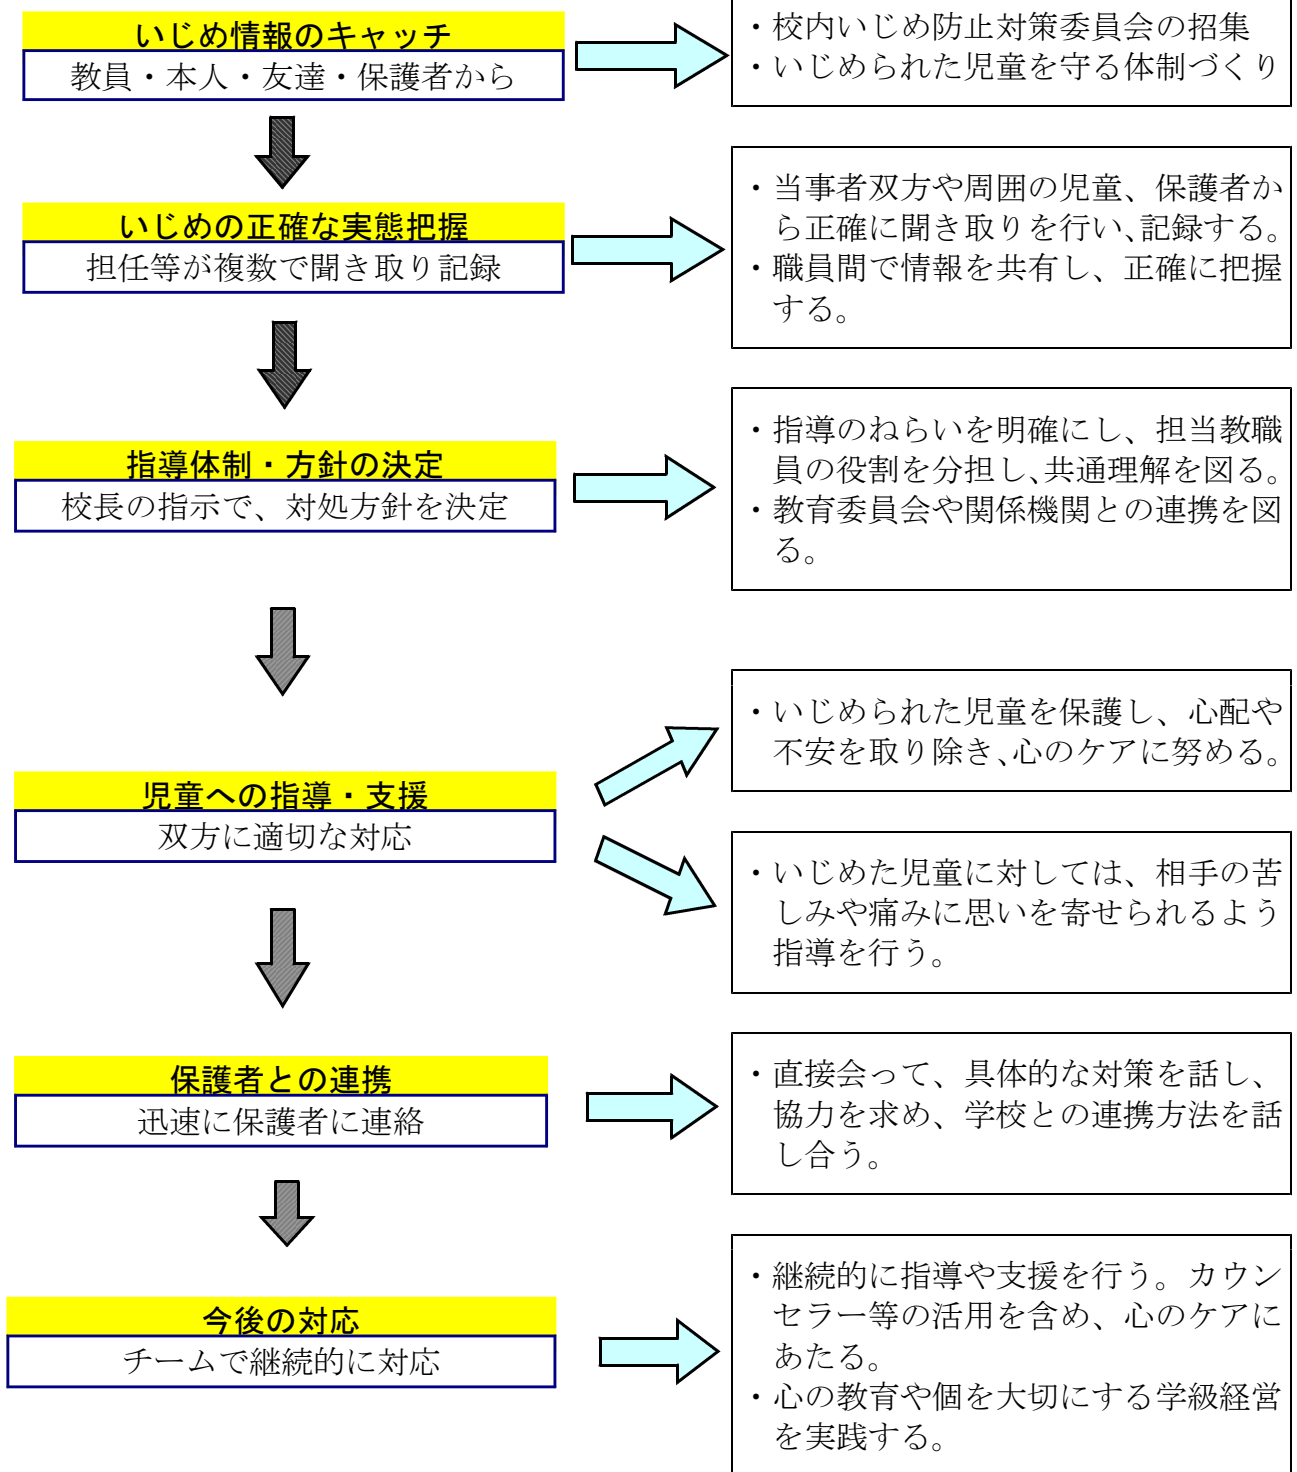 いじめ情報のキャッチ
教員・本人・友達・保護者から
・校内いじめ防止対策委員会の招集
・いじめられた児童を守る体制づくり
いじめの正確な実態把握
担任等が複数で聞き取り記録
・当事者双方や周囲の児童、保護者か
ら正確に聞き取りを行い、記録する。
・職員間で情報を共有し、正確に把握
する。
指導体制・方針の決定
校長の指示で、対処方針を決定
・指導のねらいを明確にし、担当教職
員の役割を分担し、共通理解を図る。
・教育委員会や関係機関との連携を図
る。
児童への指導・支援
双方に適切な対応
・いじめられた児童を保護し、心配や
不安を取り除き、心のケアに努める。
・いじめた児童に対しては、相手の苦
しみや痛みに思いを寄せられるよう
指導を行う。
保護者との連携
迅速に保護者に連絡
・直接会って、具体的な対策を話し、
協力を求め、学校との連携方法を話
し合う。
今後の対応
チームで継続的に対応
・継続的に指導や支援を行う。カウン
セラー等の活用を含め、心のケアに
あたる。
・心の教育や個を大切にする学級経営
を実践する。